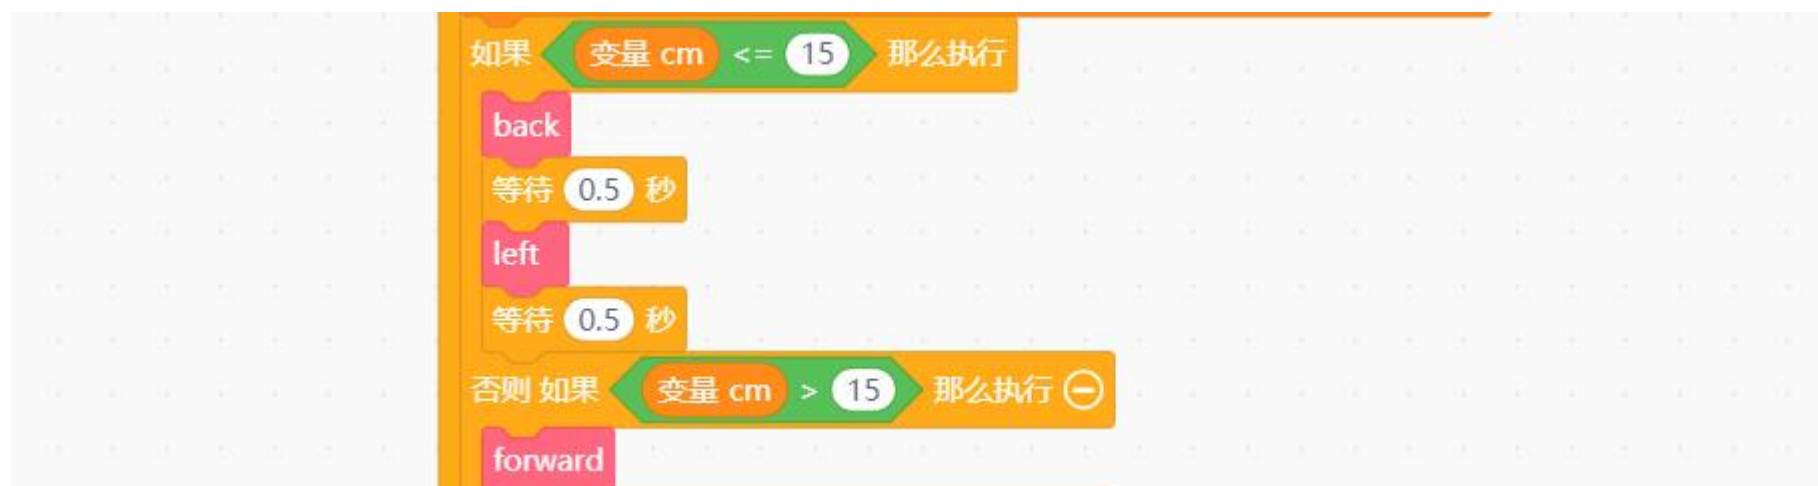 如果 变量 cm <= 15 那么执行
back
等待 0.5 秒
left
等待 0.5 秒
否则 如果 变量 cm > 15 那么执行
forward